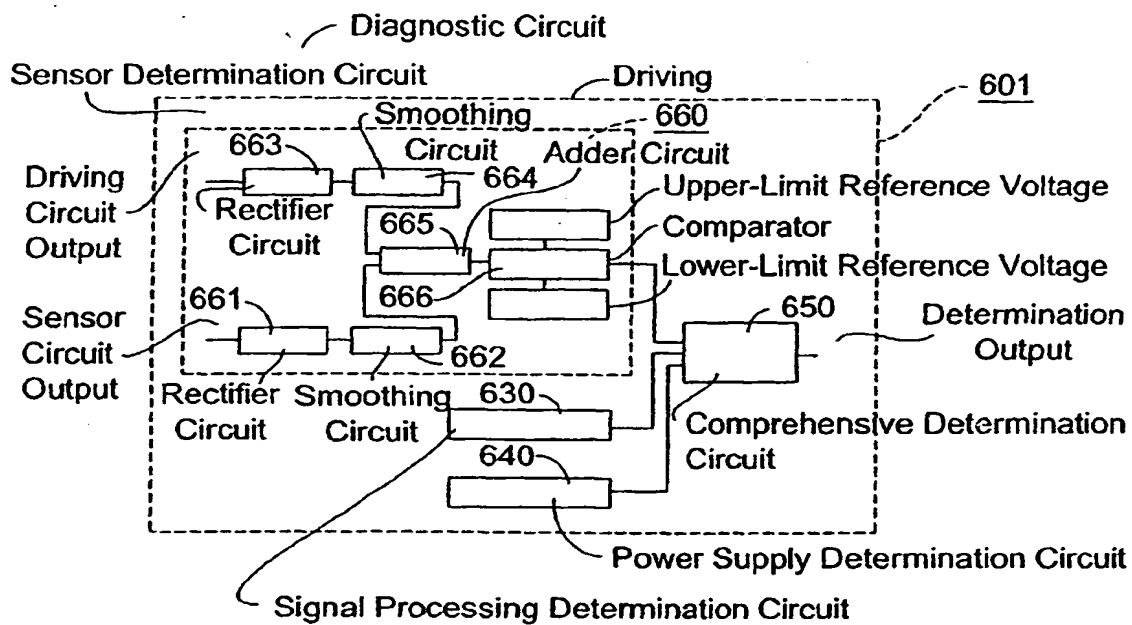 Diagnostic Circuit
Sensor Determination Circuit
Driving
601
Smoothing
Circuit
660
Adder Circuit
663
664
Driving
Circuit
Output
Rectifier
Circuit
665
Upper-Limit Reference Voltage
Comparator
Lower-Limit Reference Voltage
666
661
662
Sensor
Circuit
Output
650
Determination
Output
Rectifier
Circuit
Smoothing
Circuit
630
Comprehensive Determination
Circuit
640
Power Supply Determination Circuit
Signal Processing Determination Circuit